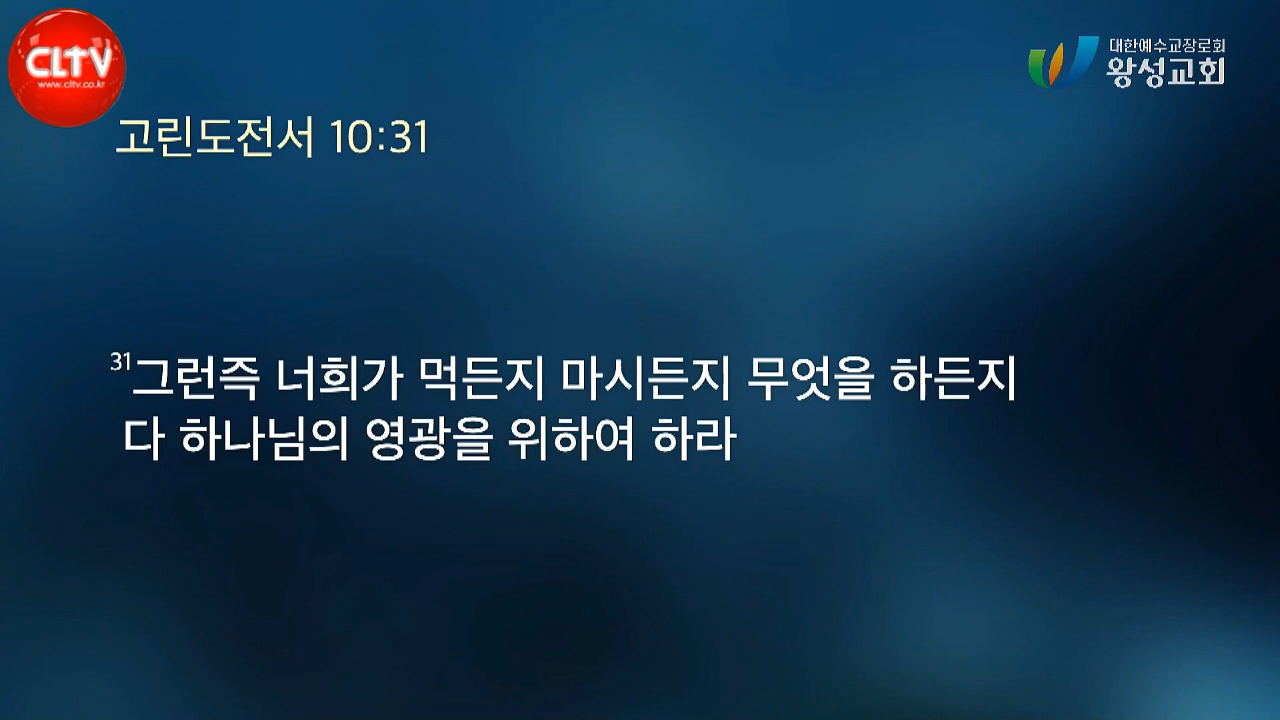 CLTV
www.cltv.co.kr
대한예수교장로회
왕성교회
고린도전서 10:31
31그런즉 너희가 먹든지 마시든지 무엇을 하든지
다 하나님의 영광을 위하여 하라